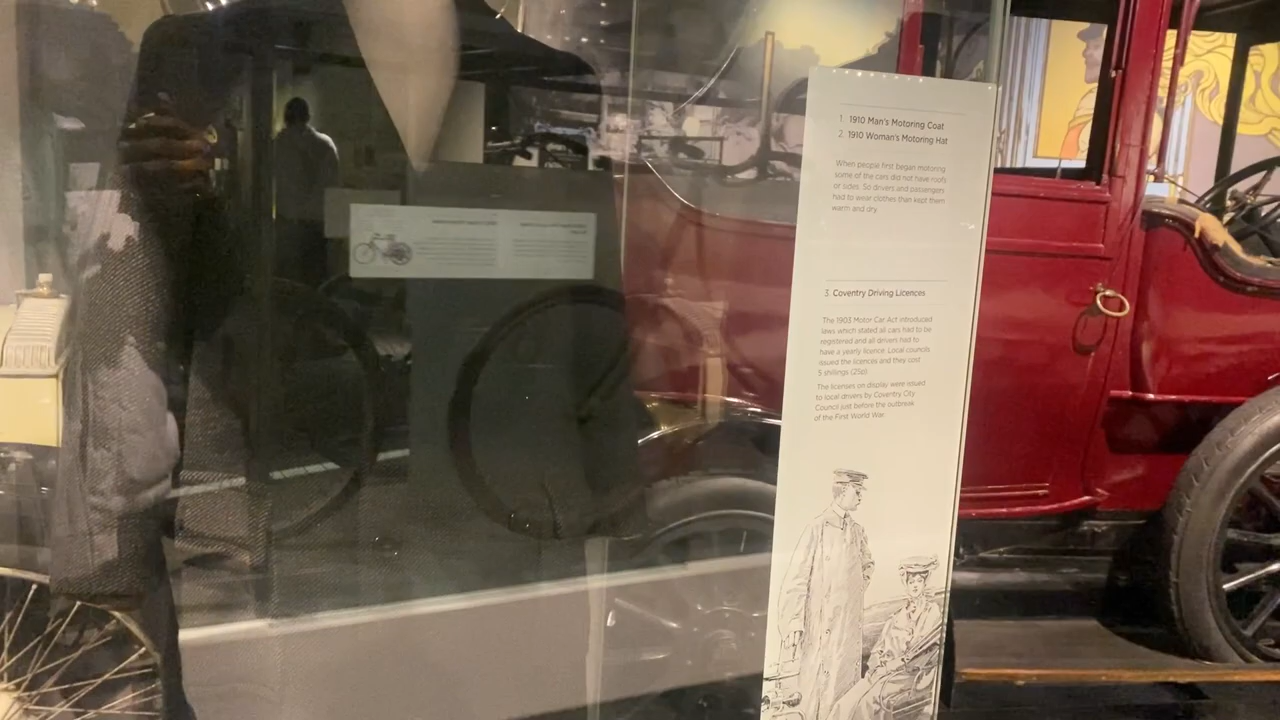 1. 1910 Man's Motoring Coat
2. 1910 Woman's Motoring Hat
When people first began motoring
some of the cars did not have roofs
or sides. So drivers and passengers
had to wear clothes than kept them
warm and dry.
3. Coventry Driving Licences
The 1903 Motor Car Act introduced
laws which stated all cars had to be
registered and all drivers had to
have a yearly licence. Local councils
issued the licences and they cost
5 shillings (25p).
The licenses on display were issued
to local drivers by Coventry City
Council just before the outbreak
of the First World War.